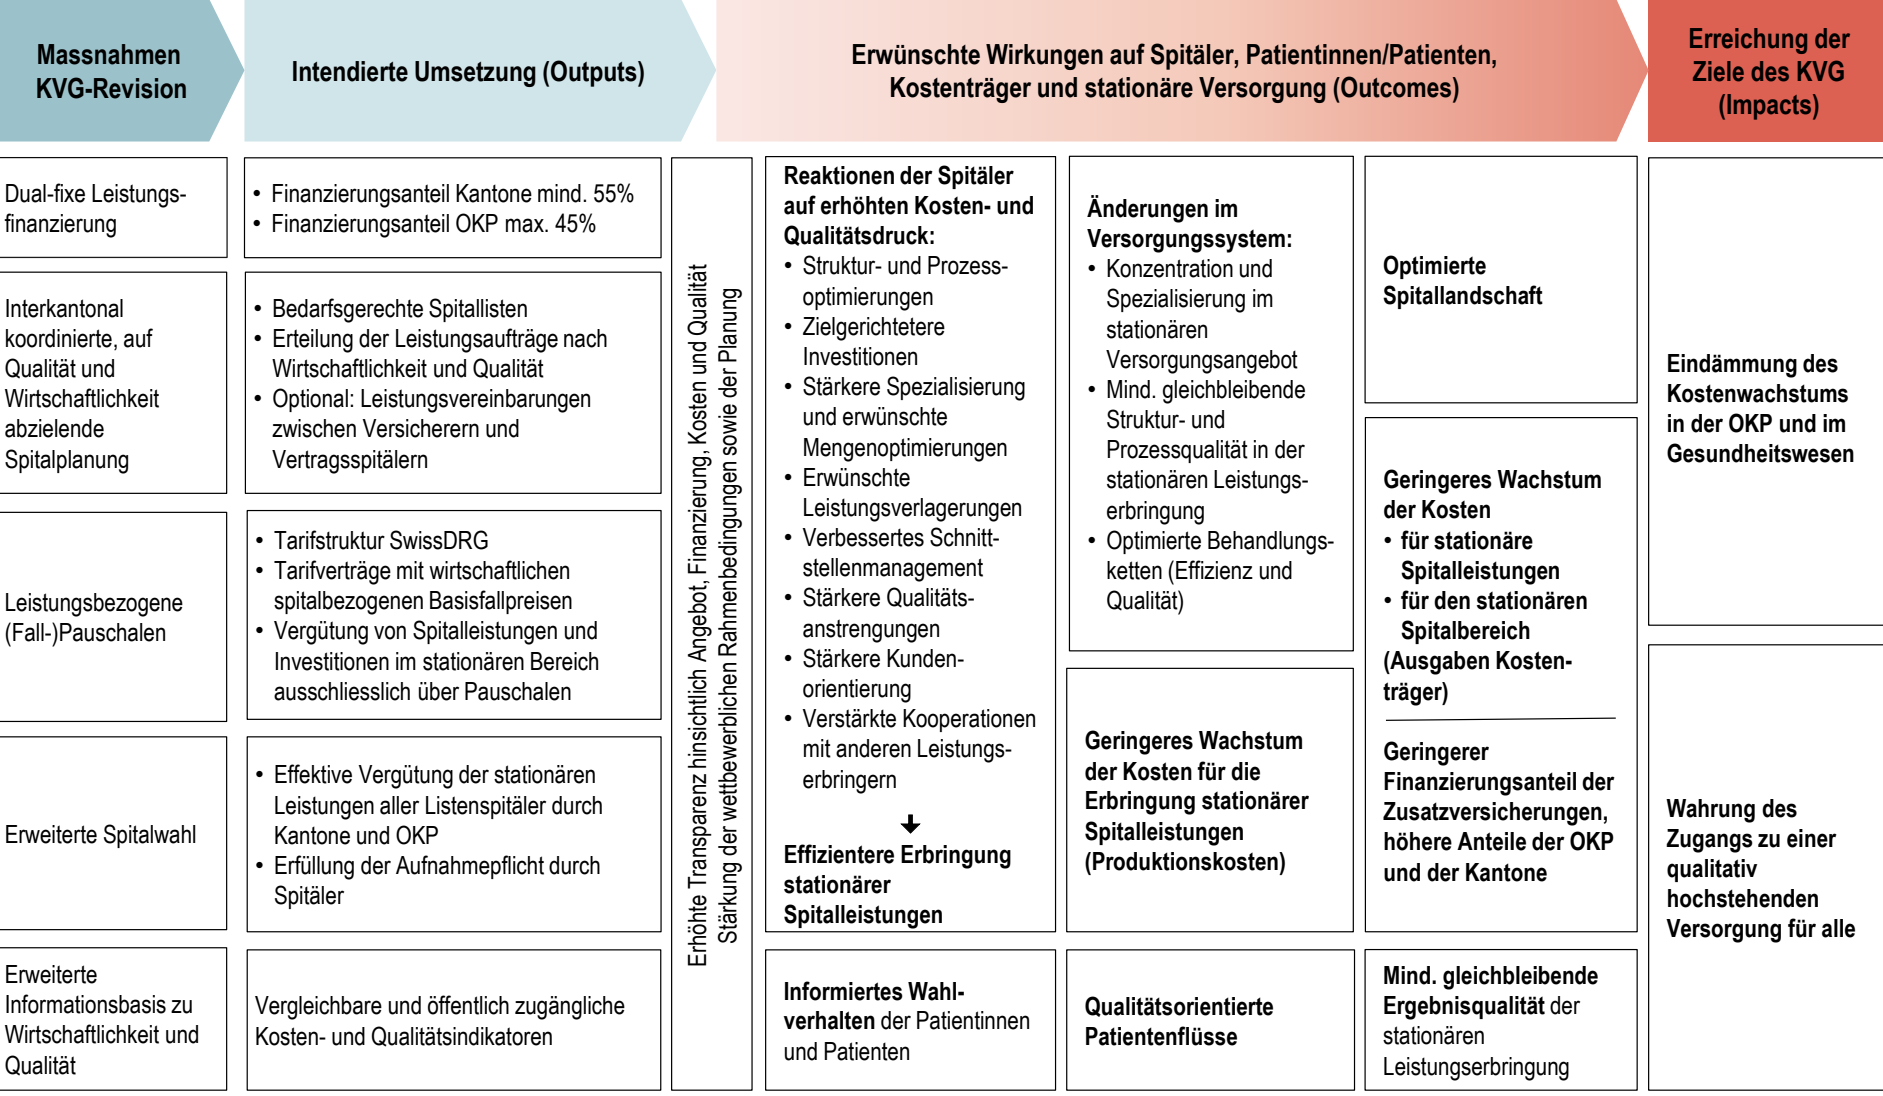 Massnahmen
KVG-Revision
Intendierte Umsetzung (Outputs)
Erwünschte Wirkungen auf Spitäler, Patientinnen/Patienten,
Kostenträger und stationäre Versorgung (Outcomes)
Erreichung der
Ziele des KVG
(Impacts)
Dual-fixe Leistungs-
finanzierung
Interkantonal
koordinierte, auf
Qualität und
Wirtschaftlichkeit
abzielende
Spitalplanung
Leistungsbezogene
(Fall-)Pauschalen
Erweiterte Spitalwahl
Erweiterte
Informationsbasis zu
Wirtschaftlichkeit und
Qualität
• Finanzierungsanteil Kantone mind. 55%
• Finanzierungsanteil OKP max. 45%
• Bedarfsgerechte Spitallisten
• Erteilung der Leistungsaufträge nach
Wirtschaftlichkeit und Qualität
• Optional: Leistungsvereinbarungen
zwischen Versicherern und
Vertragsspitälern
• Tarifstruktur SwissDRG
• Tarifverträge mit wirtschaftlichen
spitalbezogenen Basisfallpreisen
• Vergütung von Spitalleistungen und
Investitionen im stationären Bereich
ausschliesslich über Pauschalen
• Effektive Vergütung der stationären
Leistungen aller Listenspitäler durch
Kantone und OKP
• Erfüllung der Aufnahmepflicht durch
Spitäler
Vergleichbare und öffentlich zugängliche
Kosten- und Qualitätsindikatoren
Erhöhte Transparenz hinsichtlich Angebot, Finanzierung, Kosten und Qualität
Stärkung der wettbewerblichen Rahmenbedingungen sowie der Planung
Reaktionen der Spitäler
auf erhöhten Kosten- und
Qualitätsdruck:
• Struktur- und Prozess-
optimierungen
• Zielgerichtetere
Investitionen
• Stärkere Spezialisierung
und erwünschte
Mengenoptimierungen
• Erwünschte
Leistungsverlagerungen
• Verbessertes Schnitt-
stellenmanagement
• Stärkere Qualitäts-
anstrengungen
• Stärkere Kunden-
orientierung
• Verstärkte Kooperationen
mit anderen Leistungs-
erbringern
Effizientere Erbringung
stationärer
Spitalleistungen
Informiertes Wahl-
verhalten der Patientinnen
und Patienten
Änderungen im
Versorgungssystem:
• Konzentration und
Spezialisierung im
stationären
Versorgungsangebot
• Mind. gleichbleibende
Struktur- und
Prozessqualität in der
stationären Leistungs-
erbringung
• Optimierte Behandlungs-
ketten (Effizienz und
Qualität)
Geringeres Wachstum
der Kosten für die
Erbringung stationärer
Spitalleistungen
(Produktionskosten)
Qualitätsorientierte
Patientenflüsse
Optimierte
Spitallandschaft
Geringeres Wachstum
der Kosten
• für stationäre
Spitalleistungen
• für den stationären
Spitalbereich
(Ausgaben Kosten-
träger)
Geringerer
Finanzierungsanteil der
Zusatzversicherungen,
höhere Anteile der OKP
und der Kantone
Mind. gleichbleibende
Ergebnisqualität der
stationären
Leistungserbringung
Eindämmung des
Kostenwachstums
in der OKP und im
Gesundheitswesen
Wahrung des
Zugangs zu einer
qualitativ
hochstehenden
Versorgung für alle